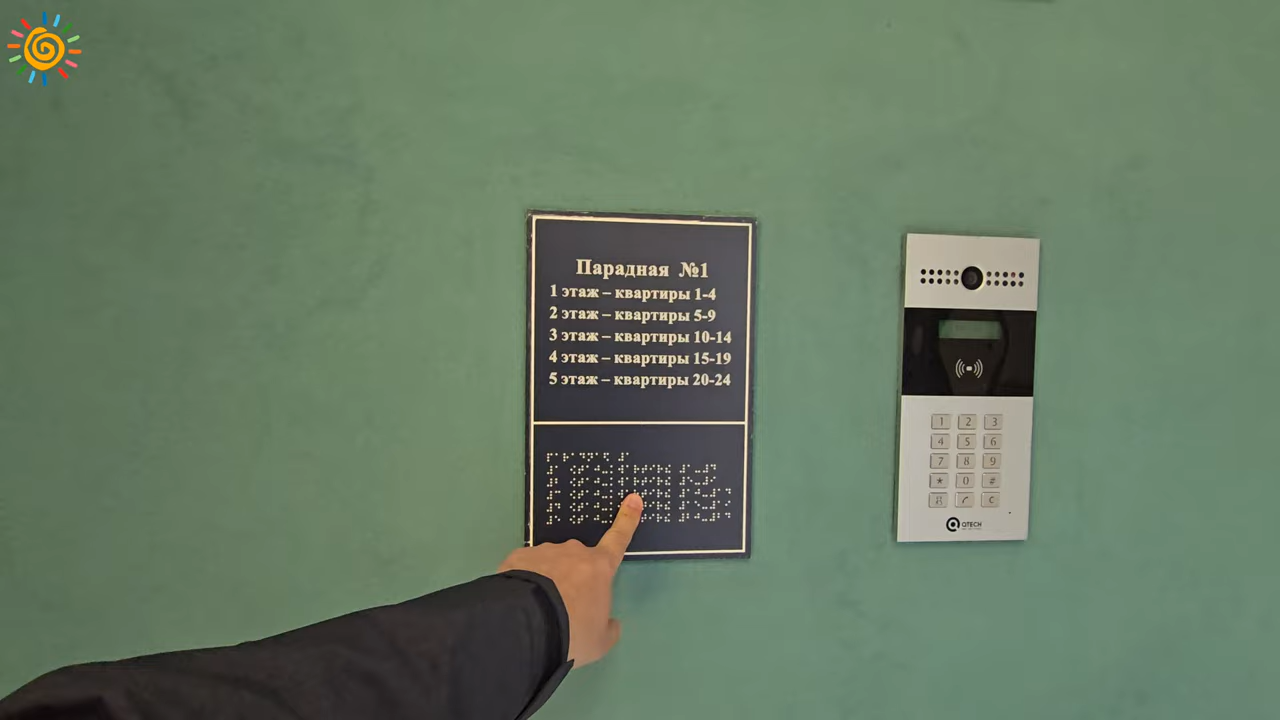 Парадная №1
1 этаж – квартиры 1-4
2 этаж – квартиры 5-9
3 этаж – квартиры 10-14
4 этаж – квартиры 15-19
5 этаж – квартиры 20-24
1 2 3
4 5 6
7 8 9
* 0 #
C
QTECH